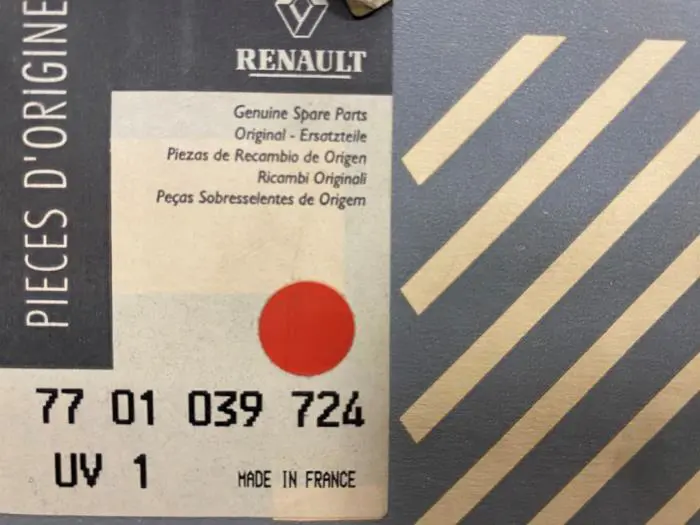 PIECES D'ORIGINE
RENAULT
Genuine Spare Parts
Original - Ersatzteile
Piezas de Recambio de Origen
Ricambi Originali
Peças Sobresselentes de Origem
77 01 039 724
UV 1
MADE IN FRANCE